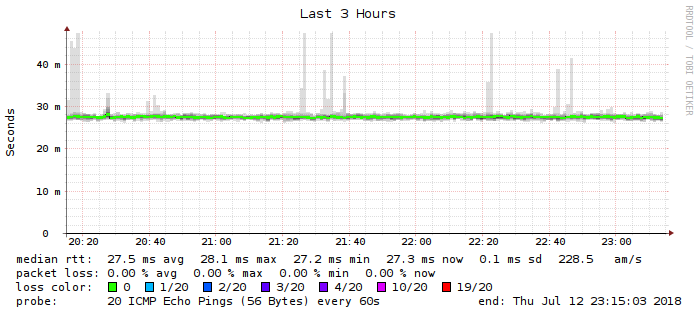 Last 3 Hours
RRDTOOL / TOBI OETIKER
Seconds
40 m
30 m
20 m
10 m
0
20:20 20:40 21:00 21:20 21:40 22:00 22:20 22:40 23:00
median rtt: 27.5 ms avg 28.1 ms max 27.2 ms min 27.3 ms now 0.1 ms sd 228.5 am/s
packet loss: 0.00 % avg 0.00 % max 0.00 % min 0.00 % now
loss color: 0 1/20 2/20 3/20 4/20 10/20 19/20
probe: 20 ICMP Echo Pings (56 Bytes) every 60s end: Thu Jul 12 23:15:03 2018